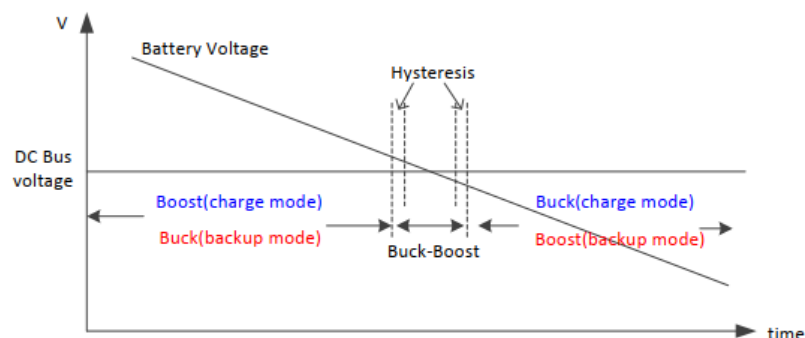 V
Battery Voltage
Hysteresis
DC Bus
voltage
Boost(charge mode)
Buck(charge mode)
Buck(backup mode)
Boost(backup mode)
Buck-Boost
time